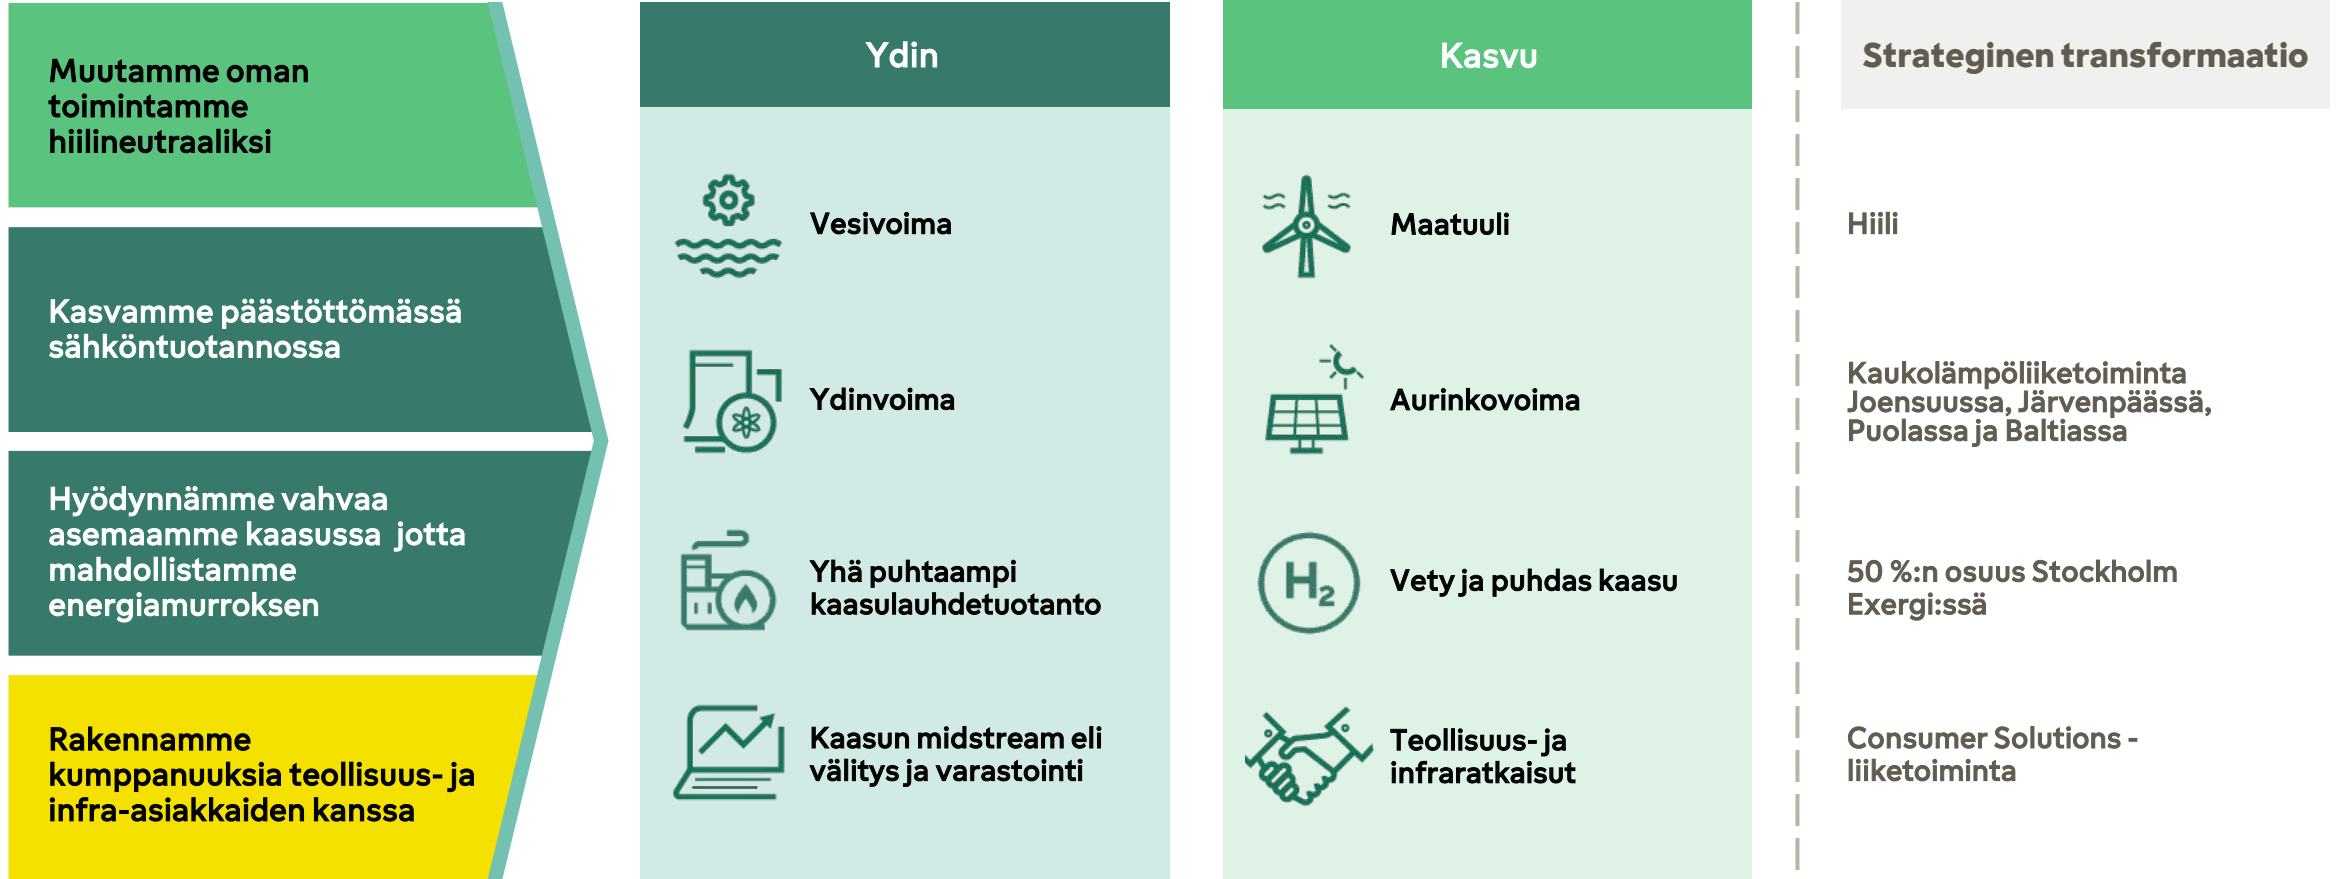 Muutamme oman
toimintamme
hiilineutraaliksi
Kasvamme päästöttömässä
sähköntuotannossa
Hyödynnämme vahvaa
asemaamme kaasussa jotta
mahdollistamme
energiamurroksen
Rakennamme
kumppanuuksia teollisuus- ja
infra-asiakkaiden kanssa
Ydin
Vesivoima
Ydinvoima
Yhä puhtaampi
kaasulauhdetuotanto
Kaasun midstream eli
välitys ja varastointi
Kasvu
Maatuuli
Aurinkovoima
H2
Vety ja puhdas kaasu
Teollisuus- ja
infraratkaisut
Strateginen transformaatio
Hiili
Kaukolämpöliiketoiminta
Joensuussa, Järvenpäässä,
Puolassa ja Baltiassa
50 %:n osuus Stockholm
Exergi:ssä
Consumer Solutions -
liiketoiminta